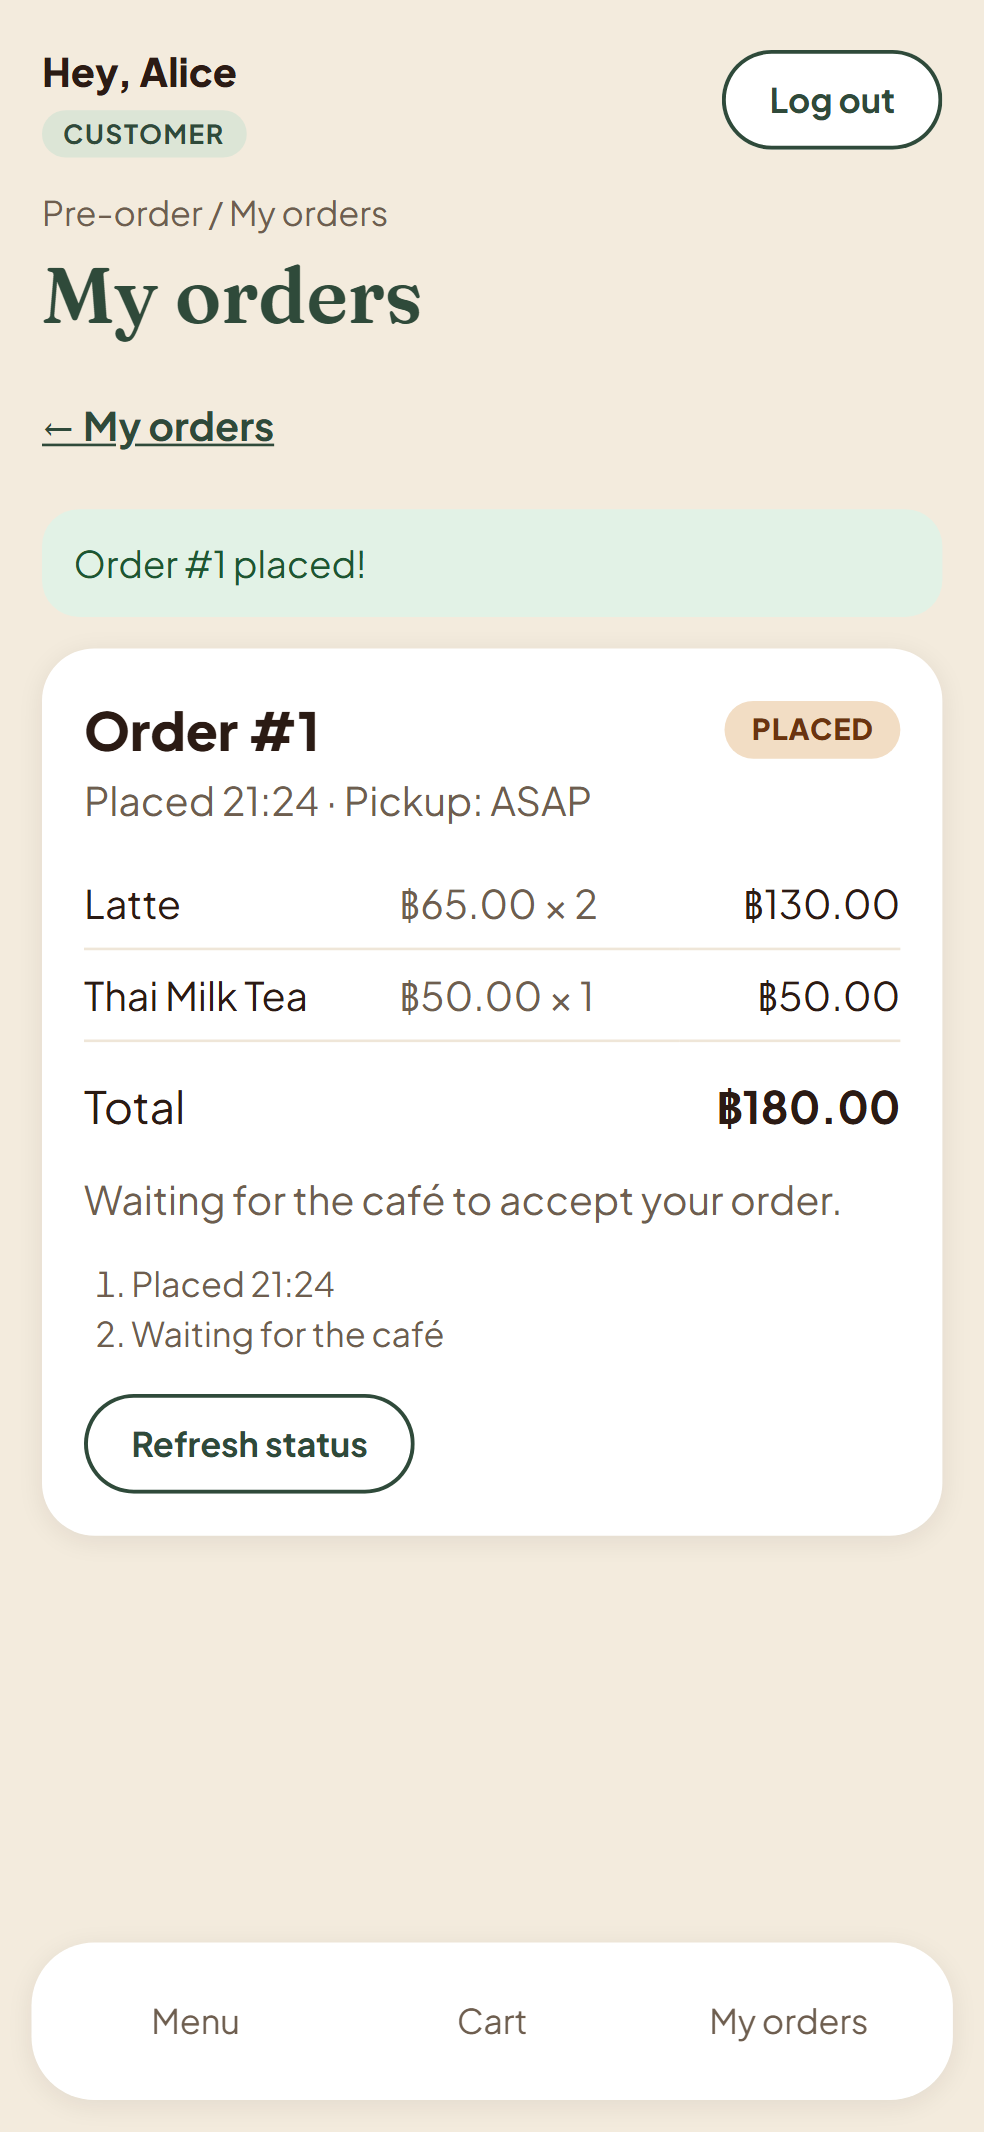 Hey, Alice
CUSTOMER
Log out
Pre-order / My orders
My orders
← My orders
Order #1 placed!
Order #1
PLACED
Placed 21:24 · Pickup: ASAP
Latte ฿65.00 × 2 ฿130.00
Thai Milk Tea ฿50.00 × 1 ฿50.00
Total ฿180.00
Waiting for the café to accept your order.
1. Placed 21:24
2. Waiting for the café
Refresh status
Menu Cart My orders